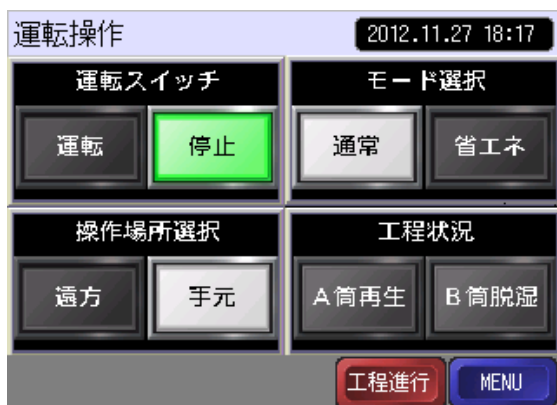 運転操作 2012.11.27 18:17
運転スイッチ モード選択
運転 停止 通常 省エネ
操作場所選択 工程状況
遠方 手元 A筒再生 B筒脱湿
工程進行 MENU